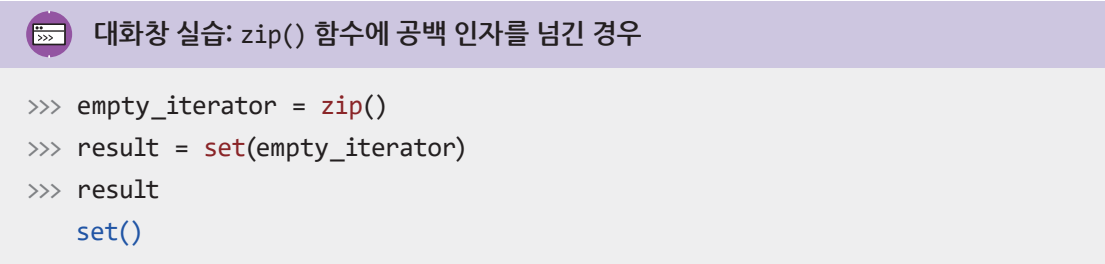 대화창 실습: zip() 함수에 공백 인자를 넘긴 경우
>>> empty_iterator = zip()
>>> result = set(empty_iterator)
>>> result
set()